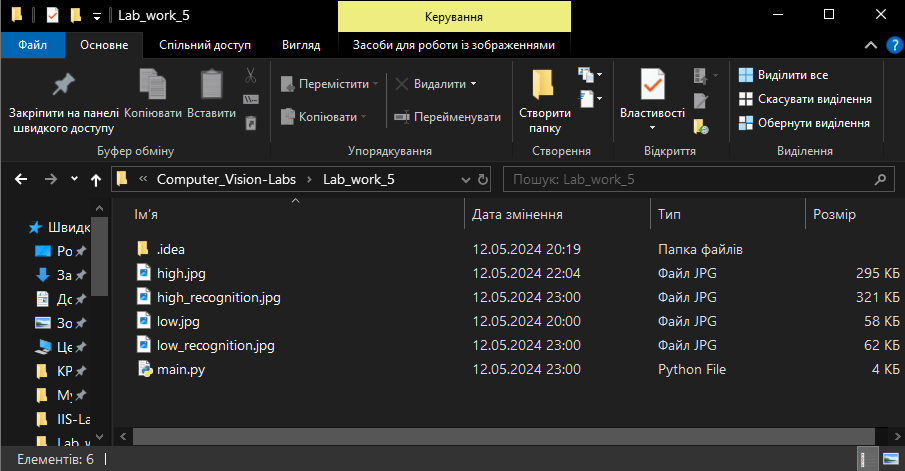 Lab_work_5
Керування
Файл Основне Спільний доступ Вигляд Засоби для роботи із зображеннями
Закріпити на панелі швидкого доступу
Копіювати
Вставити
Перемістити
Копіювати
Видалити
Перейменувати
Створити папку
Властивості
Виділити все
Скасувати виділення
Обернути виділення
Буфер обміну Упорядкування Створення Відкриття Виділення
« Computer_Vision-Labs › Lab_work_5
Пошук: Lab_work_5
Ім'я Дата змінення Тип Розмір
.idea 12.05.2024 20:19 Папка файлів
high.jpg 12.05.2024 22:04 Файл JPG 295 КБ
high_recognition.jpg 12.05.2024 23:00 Файл JPG 321 КБ
low.jpg 12.05.2024 20:00 Файл JPG 58 КБ
low_recognition.jpg 12.05.2024 23:00 Файл JPG 62 КБ
main.py 12.05.2024 23:00 Python File 4 КБ
Швидк
Ро
За
До
Зо
Це
КР
Му
IIS-La
Елементів: 6